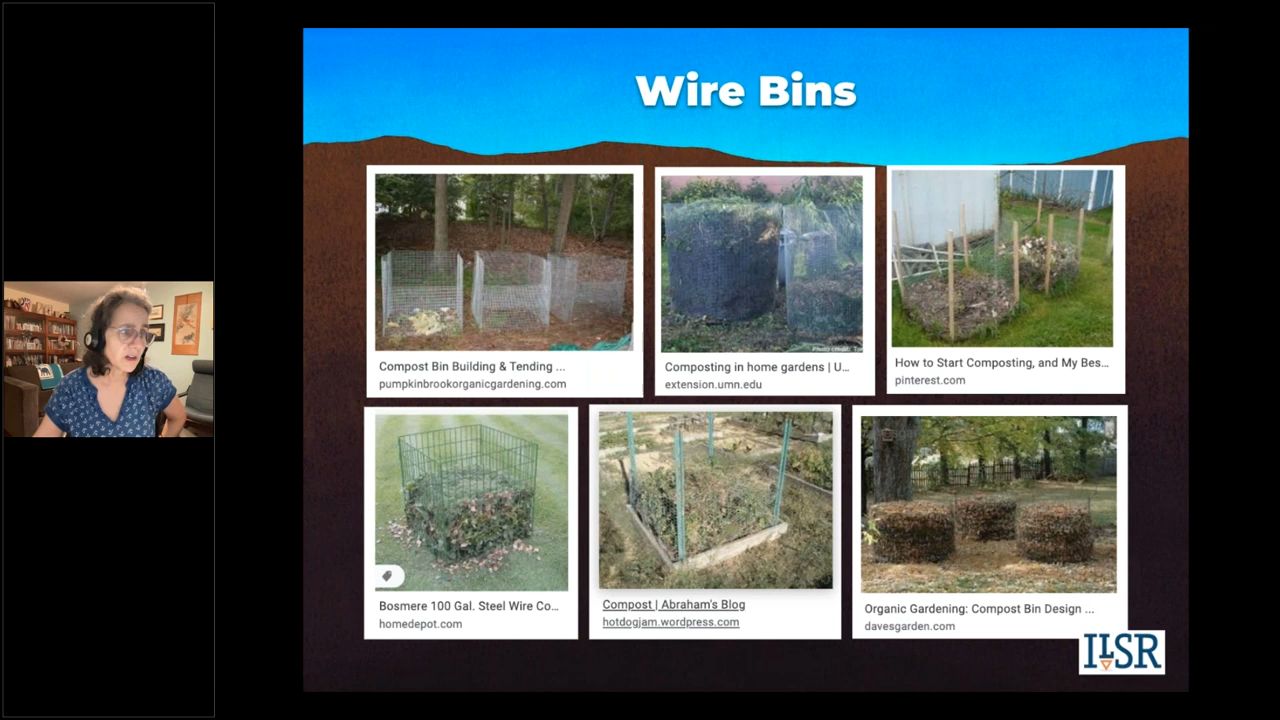 Wire Bins
Compost Bin Building & Tending ...
pumpkinbrookorganicgardening.com
Composting in home gardens | U...
extension.umn.edu
How to Start Composting, and My Bes...
pinterest.com
Bosmere 100 Gal. Steel Wire Co...
homedepot.com
Compost | Abraham's Blog
hotdogjam.wordpress.com
Organic Gardening: Compost Bin Design ...
davesgarden.com
ILSR